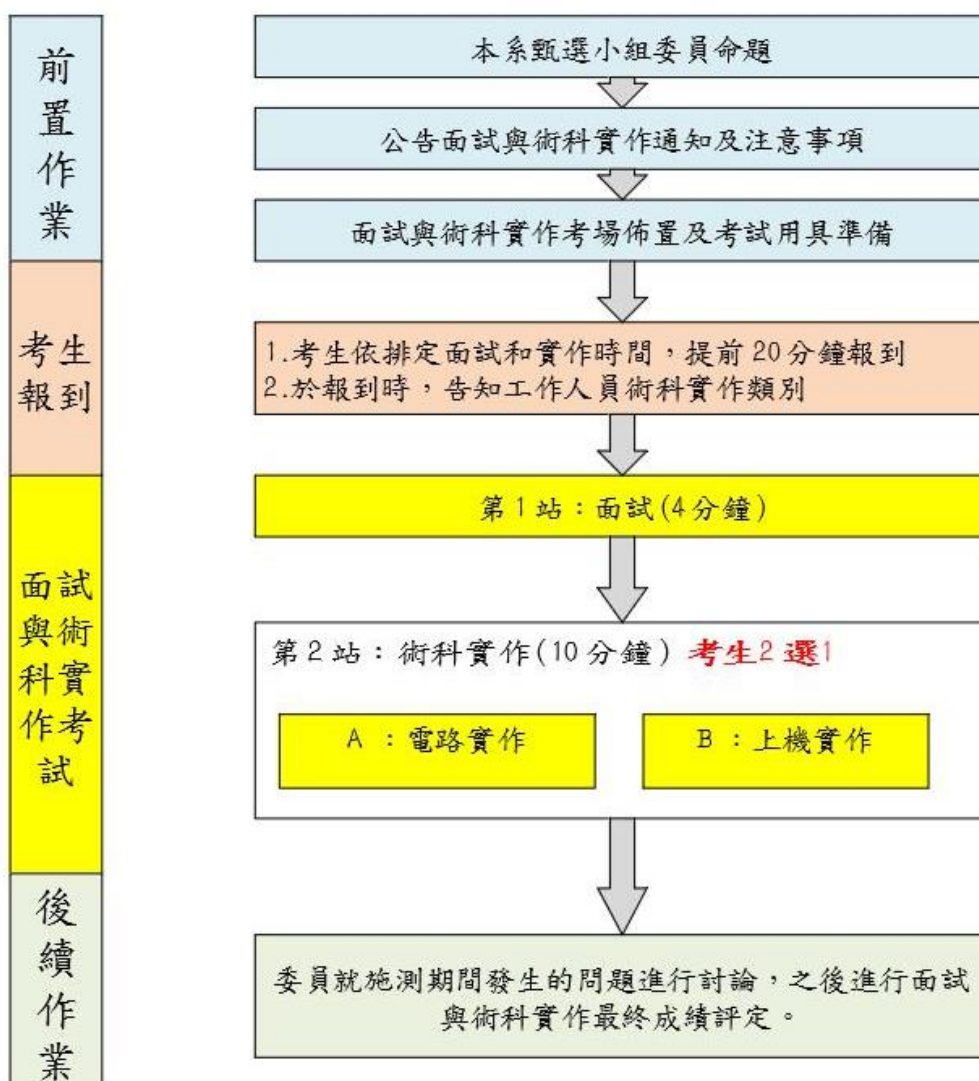 前
置
作
業
本系甄選小組委員命題
公告面試與術科實作通知及注意事項
面試與術科實作考場佈置及考試用具準備
考生
報到
1.考生依排定面試和實作時間,提前20分鐘報到
2.於報到時,告知工作人員術科實作類別
面試
與術
科實
作考
試
第1站:面試(4分鐘)
第2站:術科實作(10分鐘) 考生2選1
A :電路實作
B :上機實作
後
續
作
業
委員就施測期間發生的問題進行討論,之後進行面試
與術科實作最終成績評定。